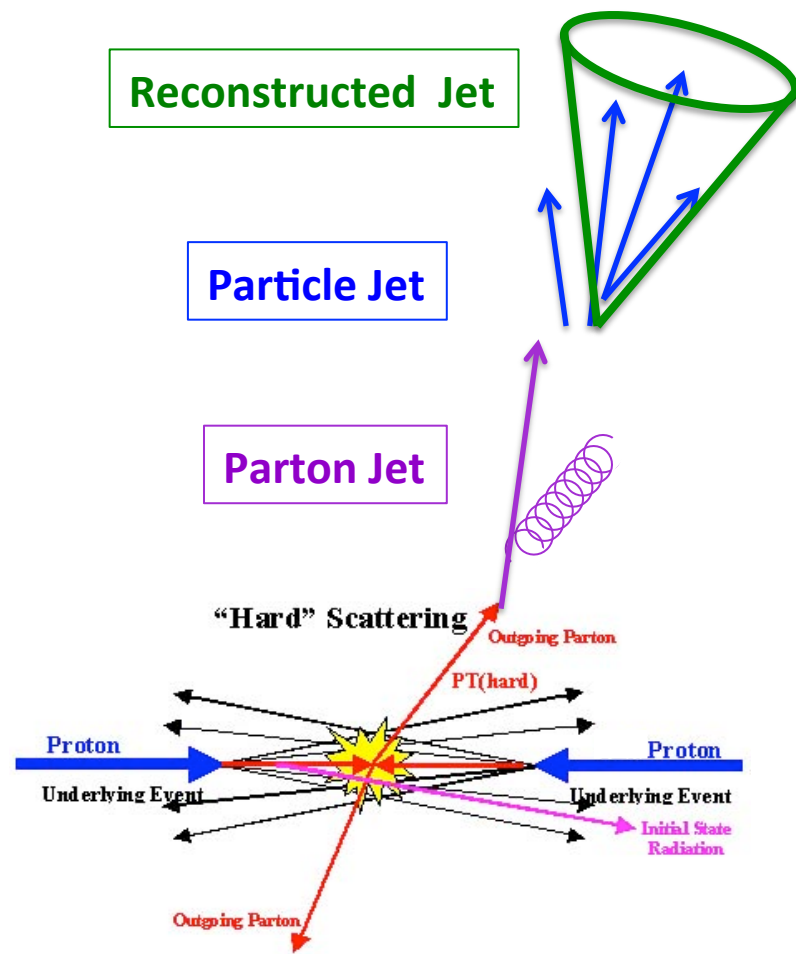 Reconstructed Jet
Particle Jet
Parton Jet
“Hard” Scattering
Outgoing Parton
PT(hard)
Proton
Proton
Underlying Event
Underlying Event
Initial State
Radiation
Outgoing Parton